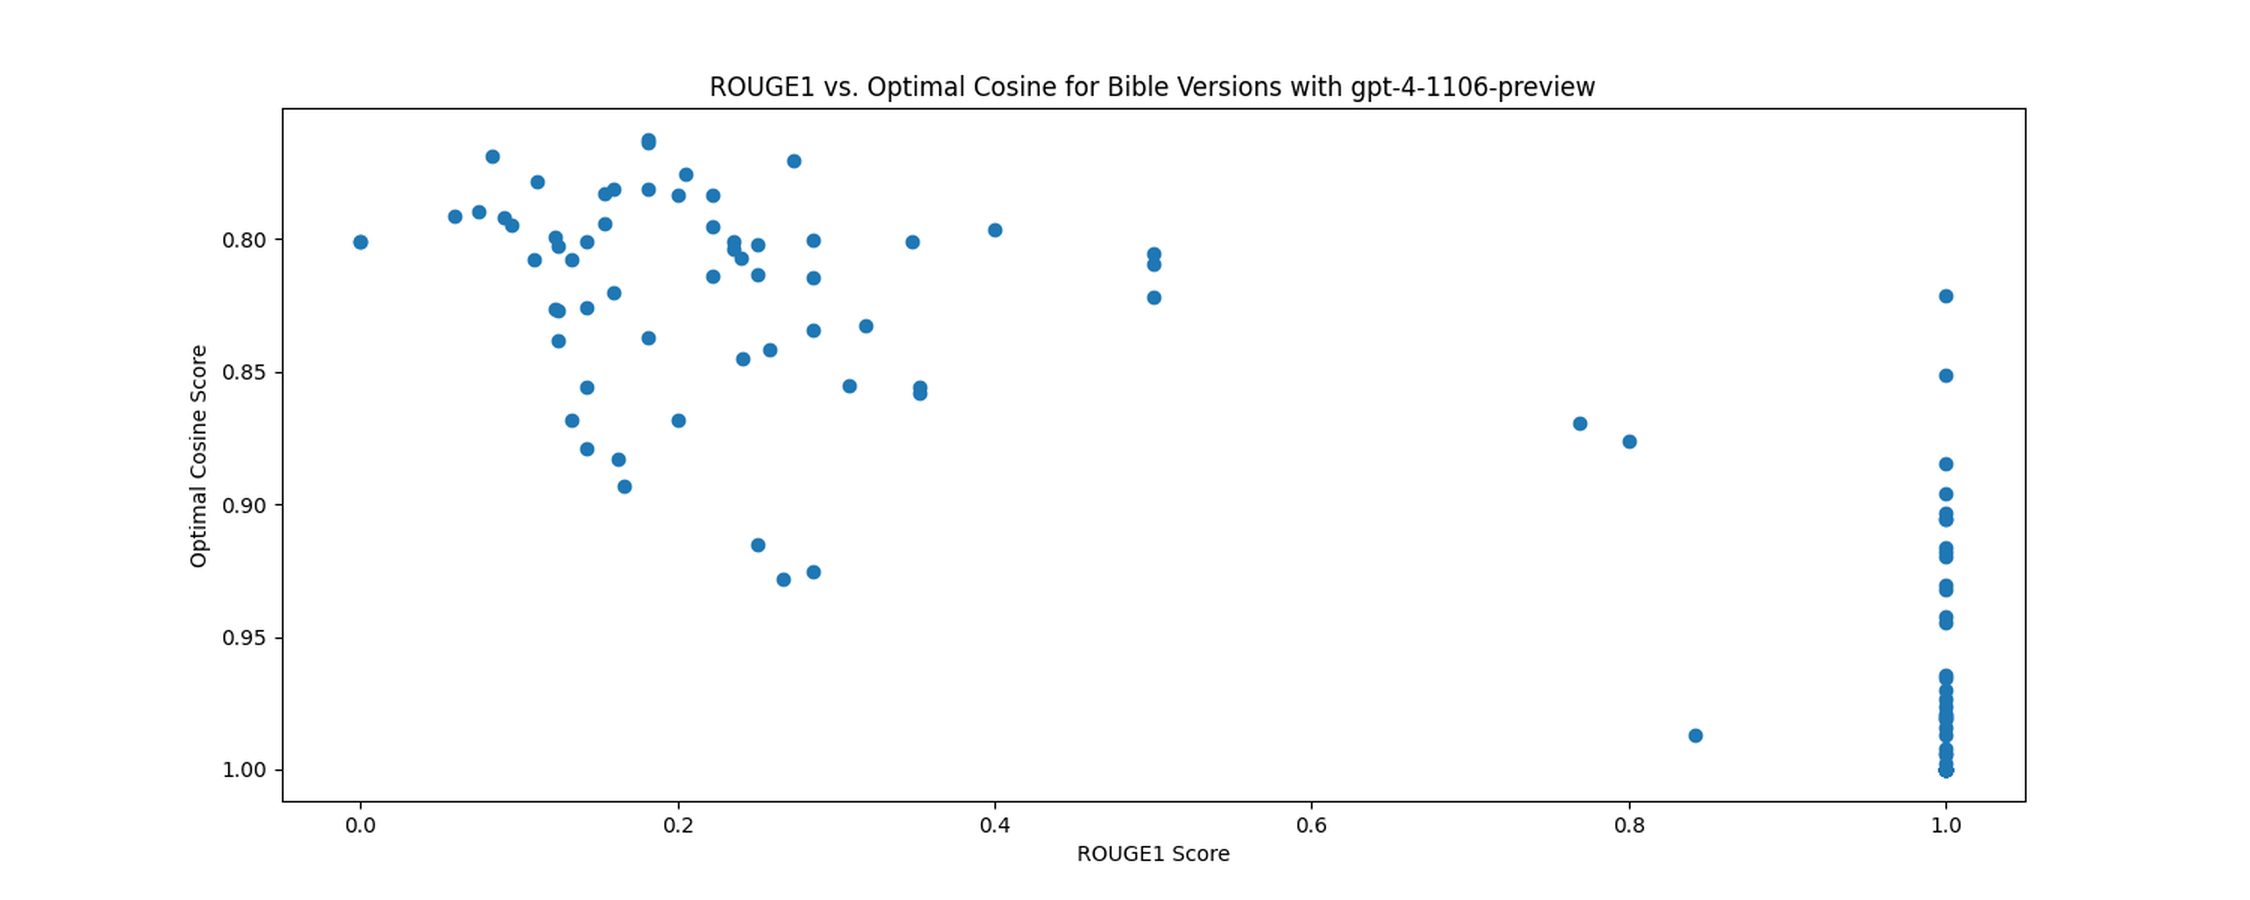 ROUGE1 vs. Optimal Cosine for Bible Versions with gpt-4-1106-preview
Optimal Cosine Score
0.80
0.85
0.90
0.95
1.00
0.0 0.2 0.4 0.6 0.8 1.0
ROUGE1 Score